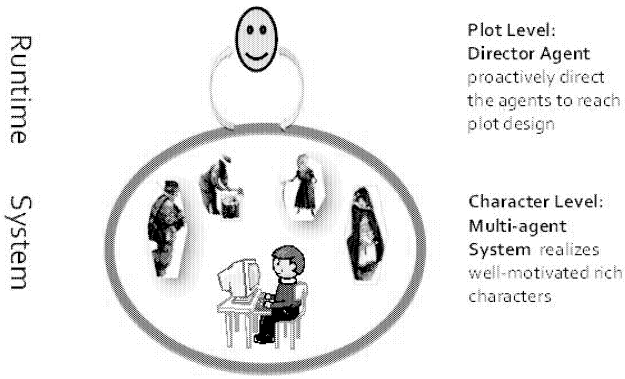 Runtime System
Plot Level:
Director Agent
proactively direct
the agents to reach
plot design
Character Level:
Multi-agent
System realizes
well-motivated rich
characters